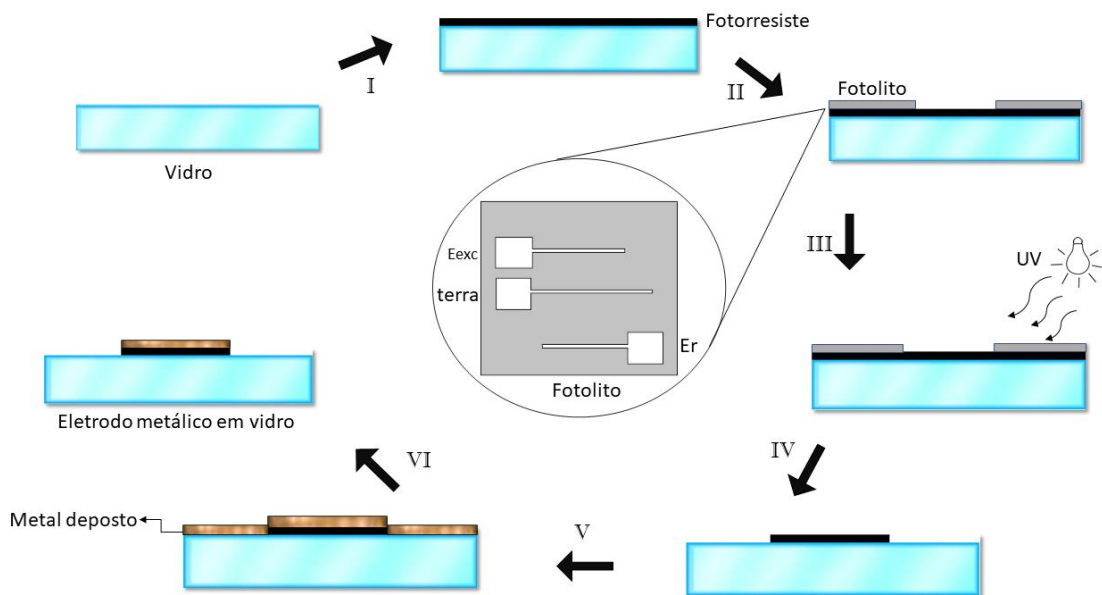 Fotorresiste
I
II
Vidro
Fotolito
Eexc
terra
Er
Fotolito
III
UV
Eletrodo metálico em vidro
IV
VI
Metal deposto
V